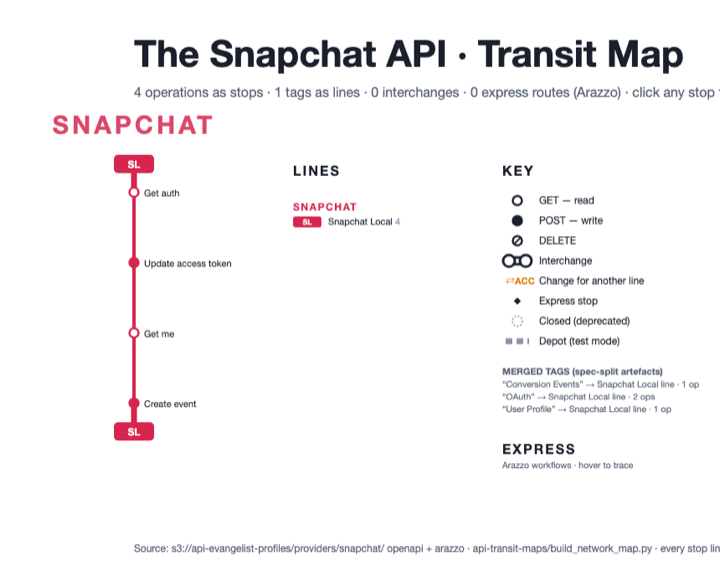 The Snapchat API · Transit Map
4 operations as stops · 1 tags as lines · 0 interchanges · 0 express routes (Arazzo) · click any stop
SNAPCHAT
SL
Get auth
Update access token
Get me
Create event
SL
LINES
SNAPCHAT
SL Snapchat Local 4
KEY
GET — read
POST — write
DELETE
Interchange
⇄ACC Change for another line
Express stop
Closed (deprecated)
Depot (test mode)
MERGED TAGS (spec-split artefacts)
"Conversion Events" → Snapchat Local line · 1 op
"OAuth" → Snapchat Local line · 2 ops
"User Profile" → Snapchat Local line · 1 op
EXPRESS
Arazzo workflows · hover to trace
Source: s3://api-evangelist-profiles/providers/snapchat/ openapi + arazzo · api-transit-maps/build_network_map.py · every stop lin